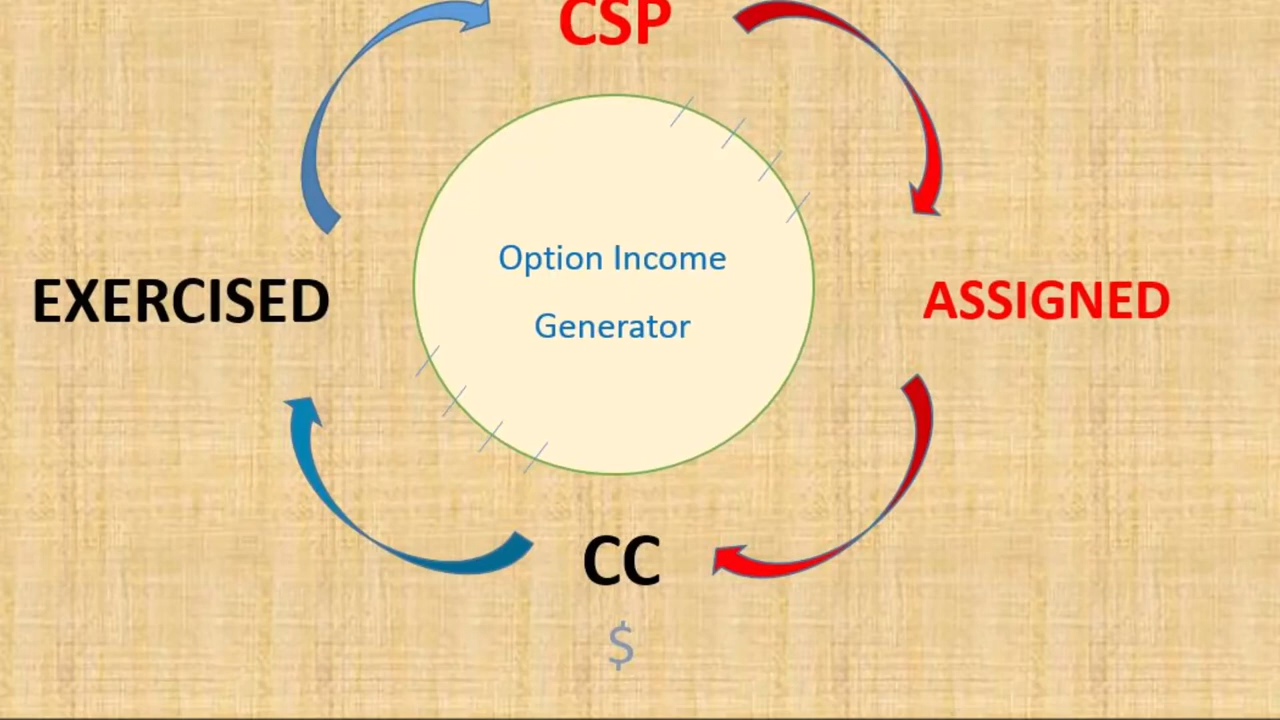 CSP
Option Income
Generator
EXERCISED
ASSIGNED
CC
$